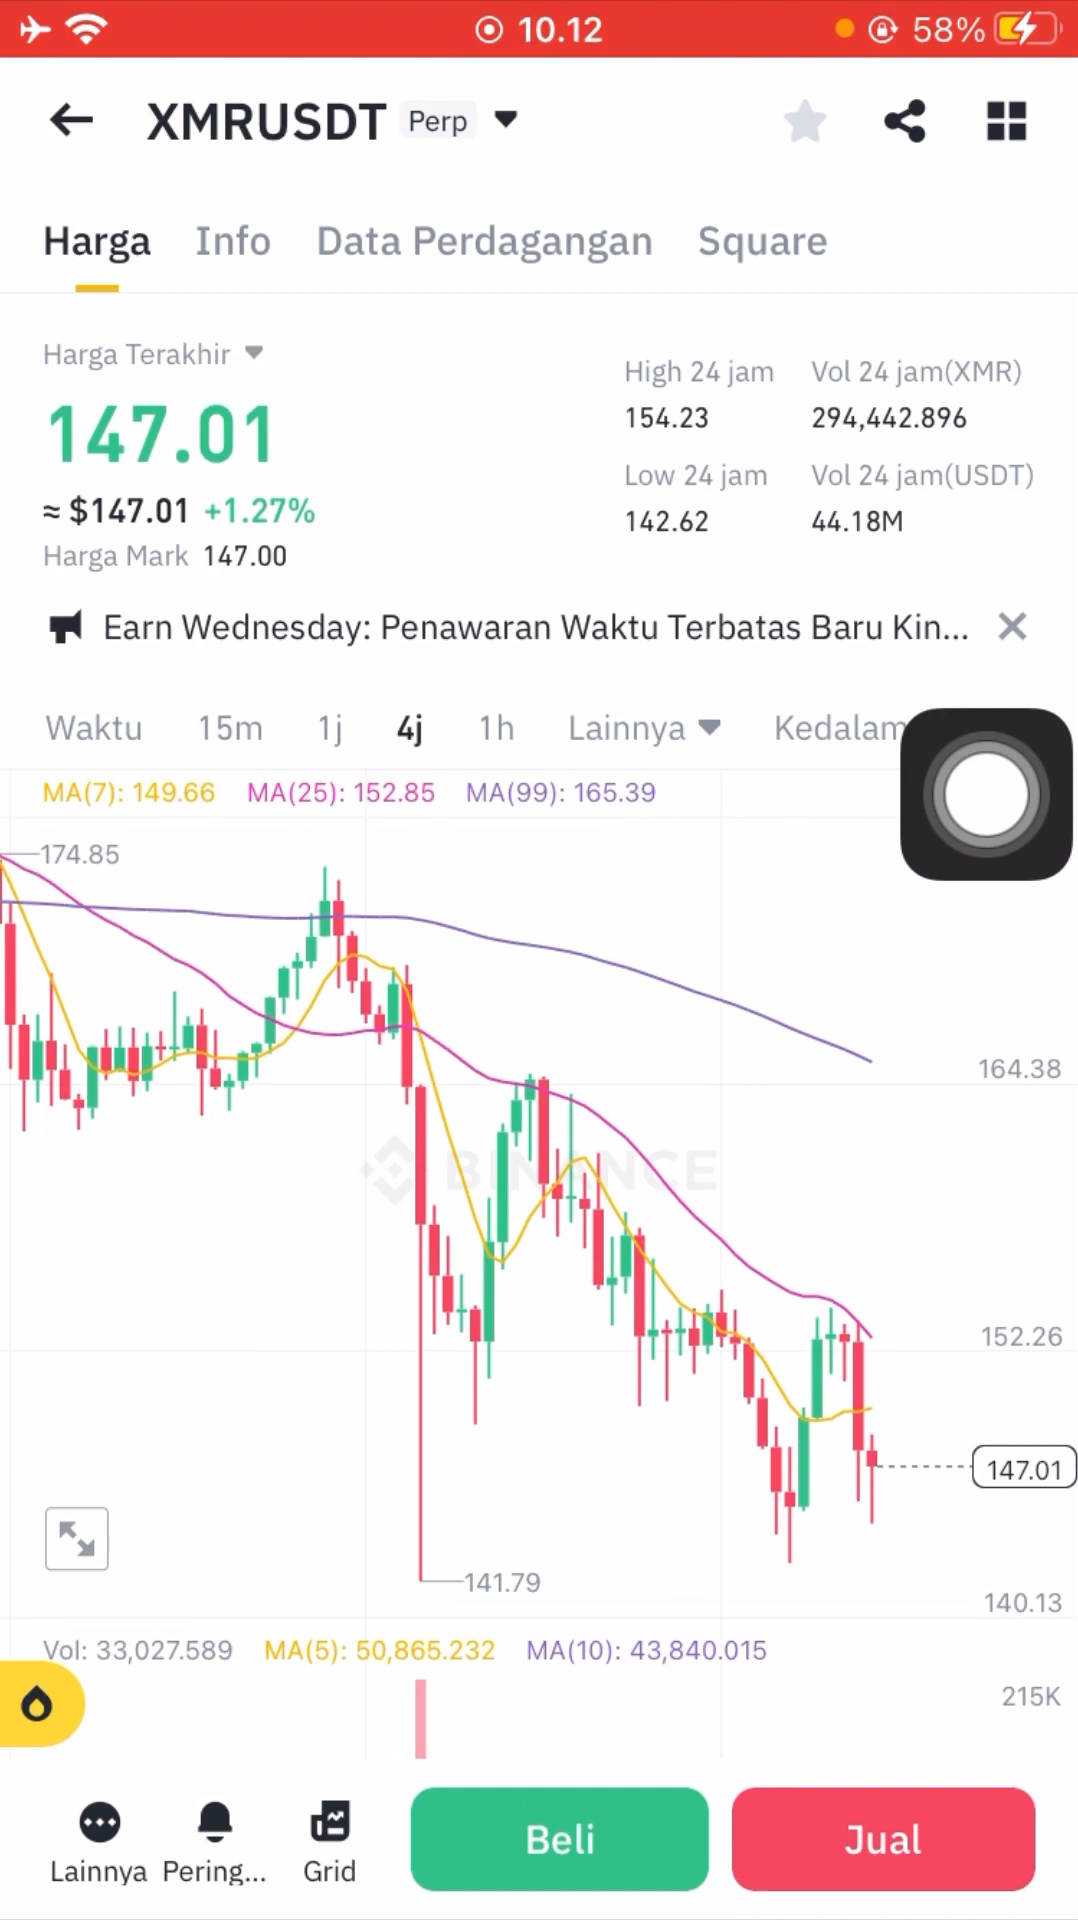 10.12
58%
XMRUSDT Perp
Harga Info Data Perdagangan Square
Harga Terakhir
147.01
≈ $147.01 +1.27%
Harga Mark 147.00
High 24 jam
154.23
Low 24 jam
142.62
Vol 24 jam(XMR)
294,442.896
Vol 24 jam(USDT)
44.18M
Earn Wednesday: Penawaran Waktu Terbatas Baru Kin...
Waktu 15m 1j 4j 1h Lainnya Kedalam
MA(7): 149.66 MA(25): 152.85 MA(99): 165.39
174.85
164.38
BINANCE
152.26
147.01
141.79
140.13
Vol: 33,027.589 MA(5): 50,865.232 MA(10): 43,840.015
215K
Lainnya Pering... Grid Beli Jual